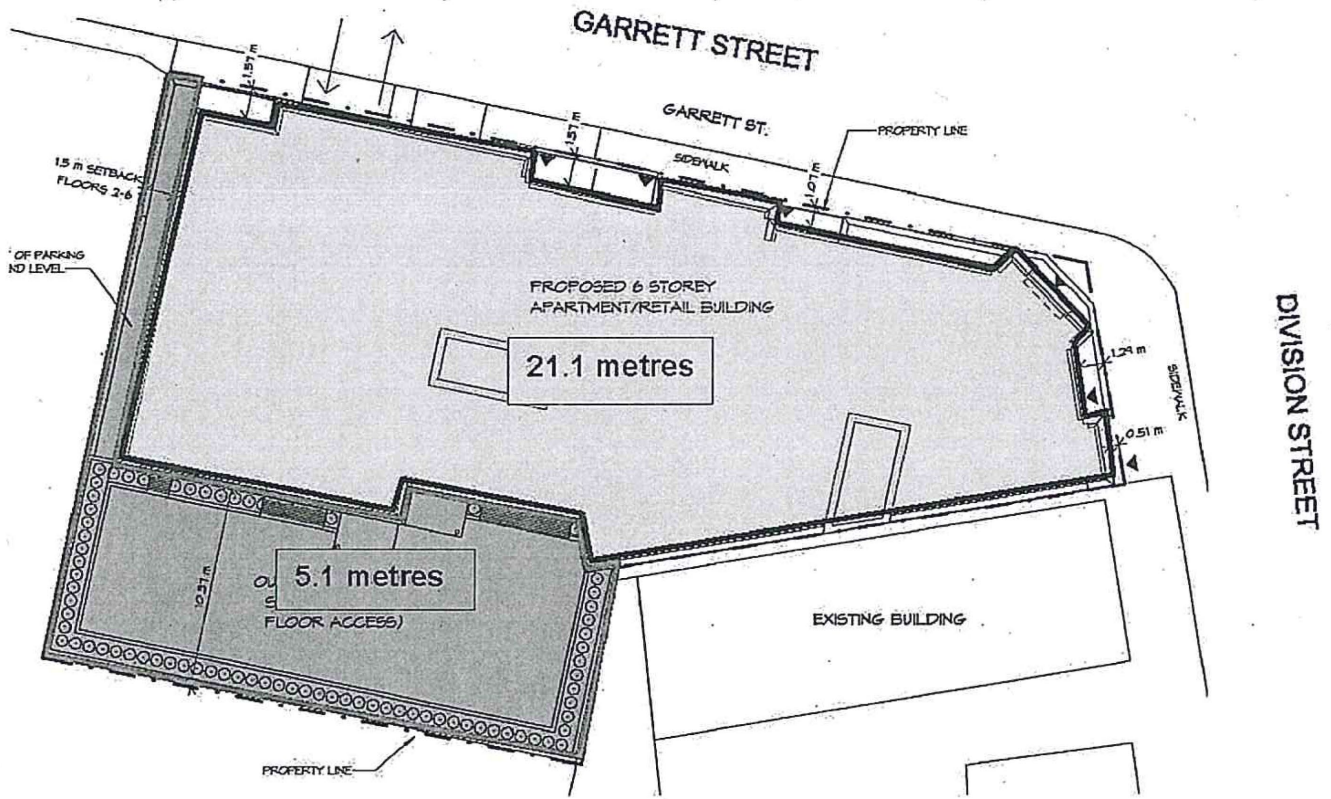 GARRETT STREET
GARRETT ST.
PROPERTY LINE
SIDEWALK
E
1.57
E
1.57
E
1.07
1.5 m SETBACK
FLOORS 2-6
OF PARKING
ND LEVEL
PROPOSED 6 STOREY
APARTMENT/RETAIL BUILDING
21.1 metres
1.29 m
SIDEWALK
DIVISION STREET
0.51 m
5.1 metres
OU
FLOOR ACCESS)
EXISTING BUILDING
PROPERTY LINE